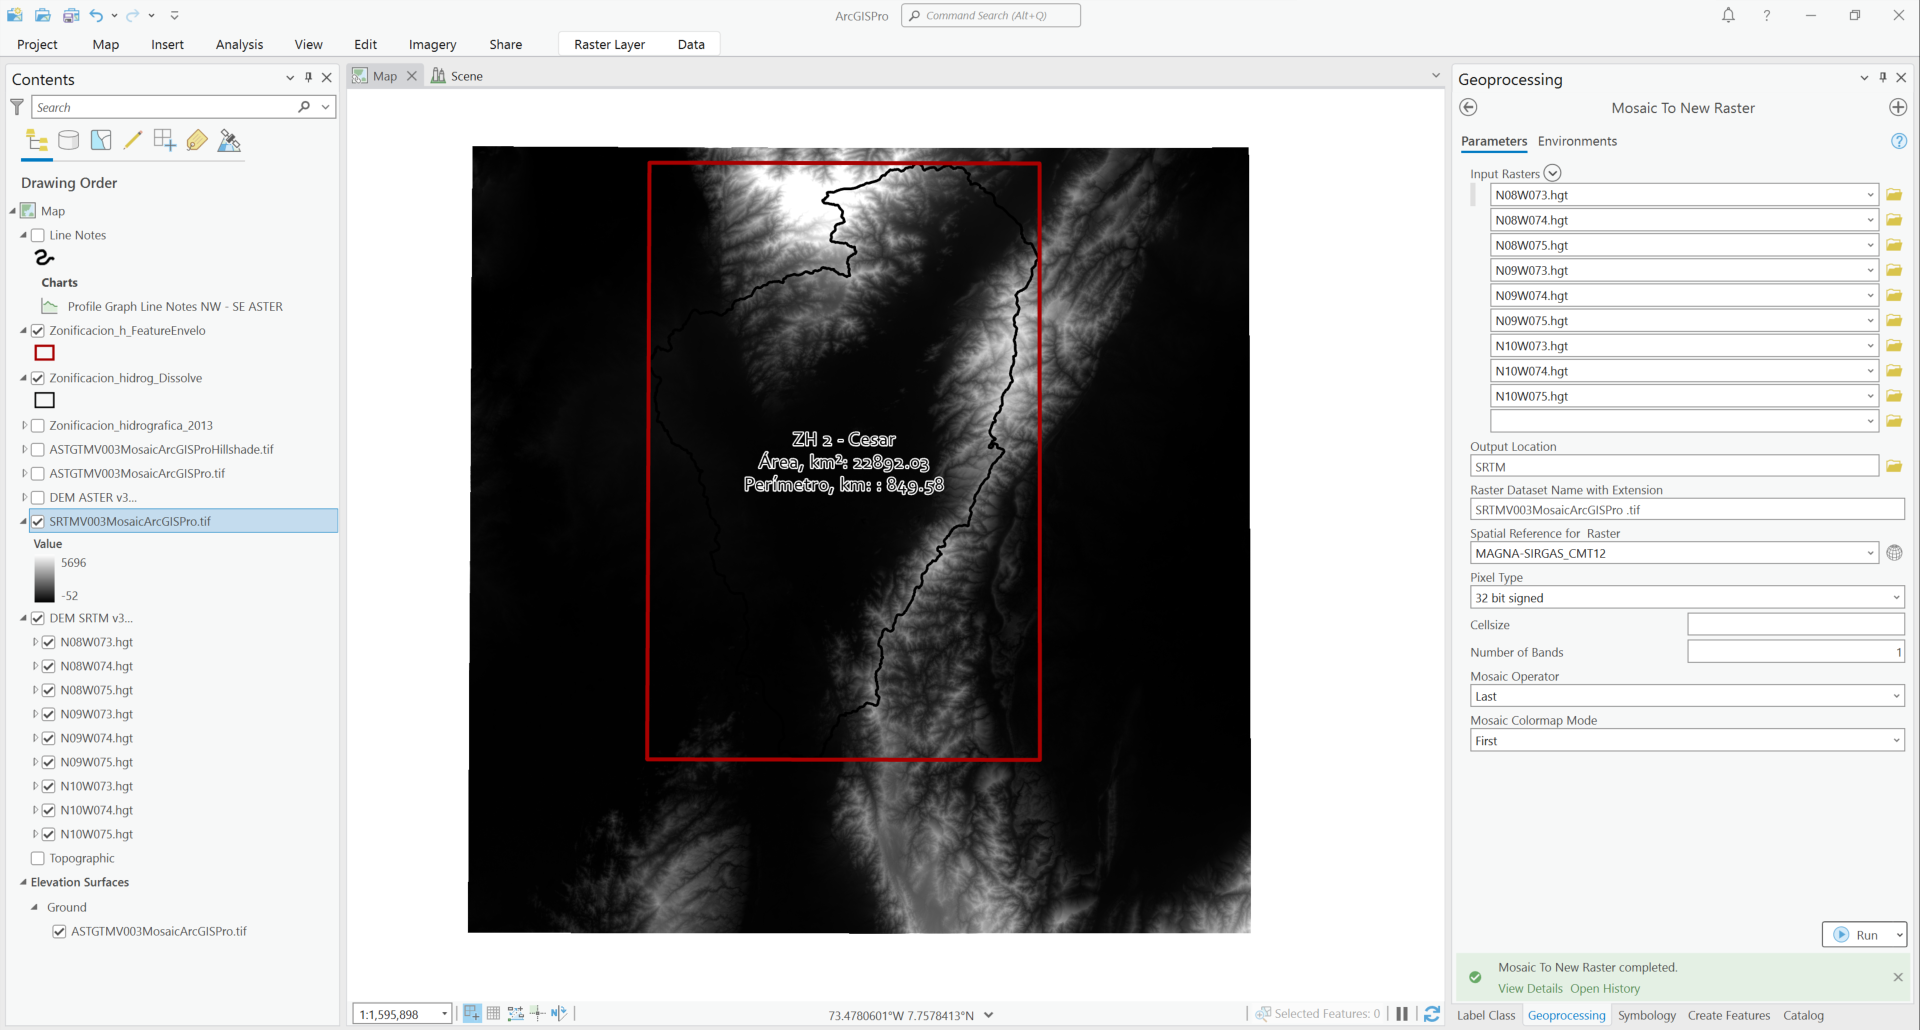 ArcGISPro
Command Search (Alt+Q)
Project
Map
Insert
Analysis
View
Edit
Imagery
Share
Raster Layer
Data
Contents
Search
Drawing Order
Map
Line Notes
Charts
Profile Graph Line Notes NW - SE ASTER
Zonificacion_h_FeatureEnvelo
Zonificacion_hidrog_Dissolve
Zonificacion_hidrografica_2013
ASTGTMV003MosaicArcGISProHillshade.tif
ASTGTMV003MosaicArcGISPro.tif
DEM ASTER v3...
SRTMV003MosaicArcGISPro.tif
Value
5696
-52
DEM SRTM v3...
N08W073.hgt
N08W074.hgt
N08W075.hgt
N09W073.hgt
N09W074.hgt
N09W075.hgt
N10W073.hgt
N10W074.hgt
N10W075.hgt
Topographic
Elevation Surfaces
Ground
ASTGTMV003MosaicArcGISPro.tif
Map
Scene
ZH 2 - Cesar
Área, km²: 22892.03
Perímetro, km: : 849.58
1:1,595,898
73.4780601°W 7.7578413°N
Selected Features: 0
Geoprocessing
Mosaic To New Raster
Parameters
Environments
Input Rasters
N08W073.hgt
N08W074.hgt
N08W075.hgt
N09W073.hgt
N09W074.hgt
N09W075.hgt
N10W073.hgt
N10W074.hgt
N10W075.hgt
Output Location
SRTM
Raster Dataset Name with Extension
SRTMV003MosaicArcGISPro .tif
Spatial Reference for Raster
MAGNA-SIRGAS_CMT12
Pixel Type
32 bit signed
Cellsize
Number of Bands
1
Mosaic Operator
Last
Mosaic Colormap Mode
First
Run
Mosaic To New Raster completed.
View Details Open History
Label Class
Geoprocessing
Symbology
Create Features
Catalog